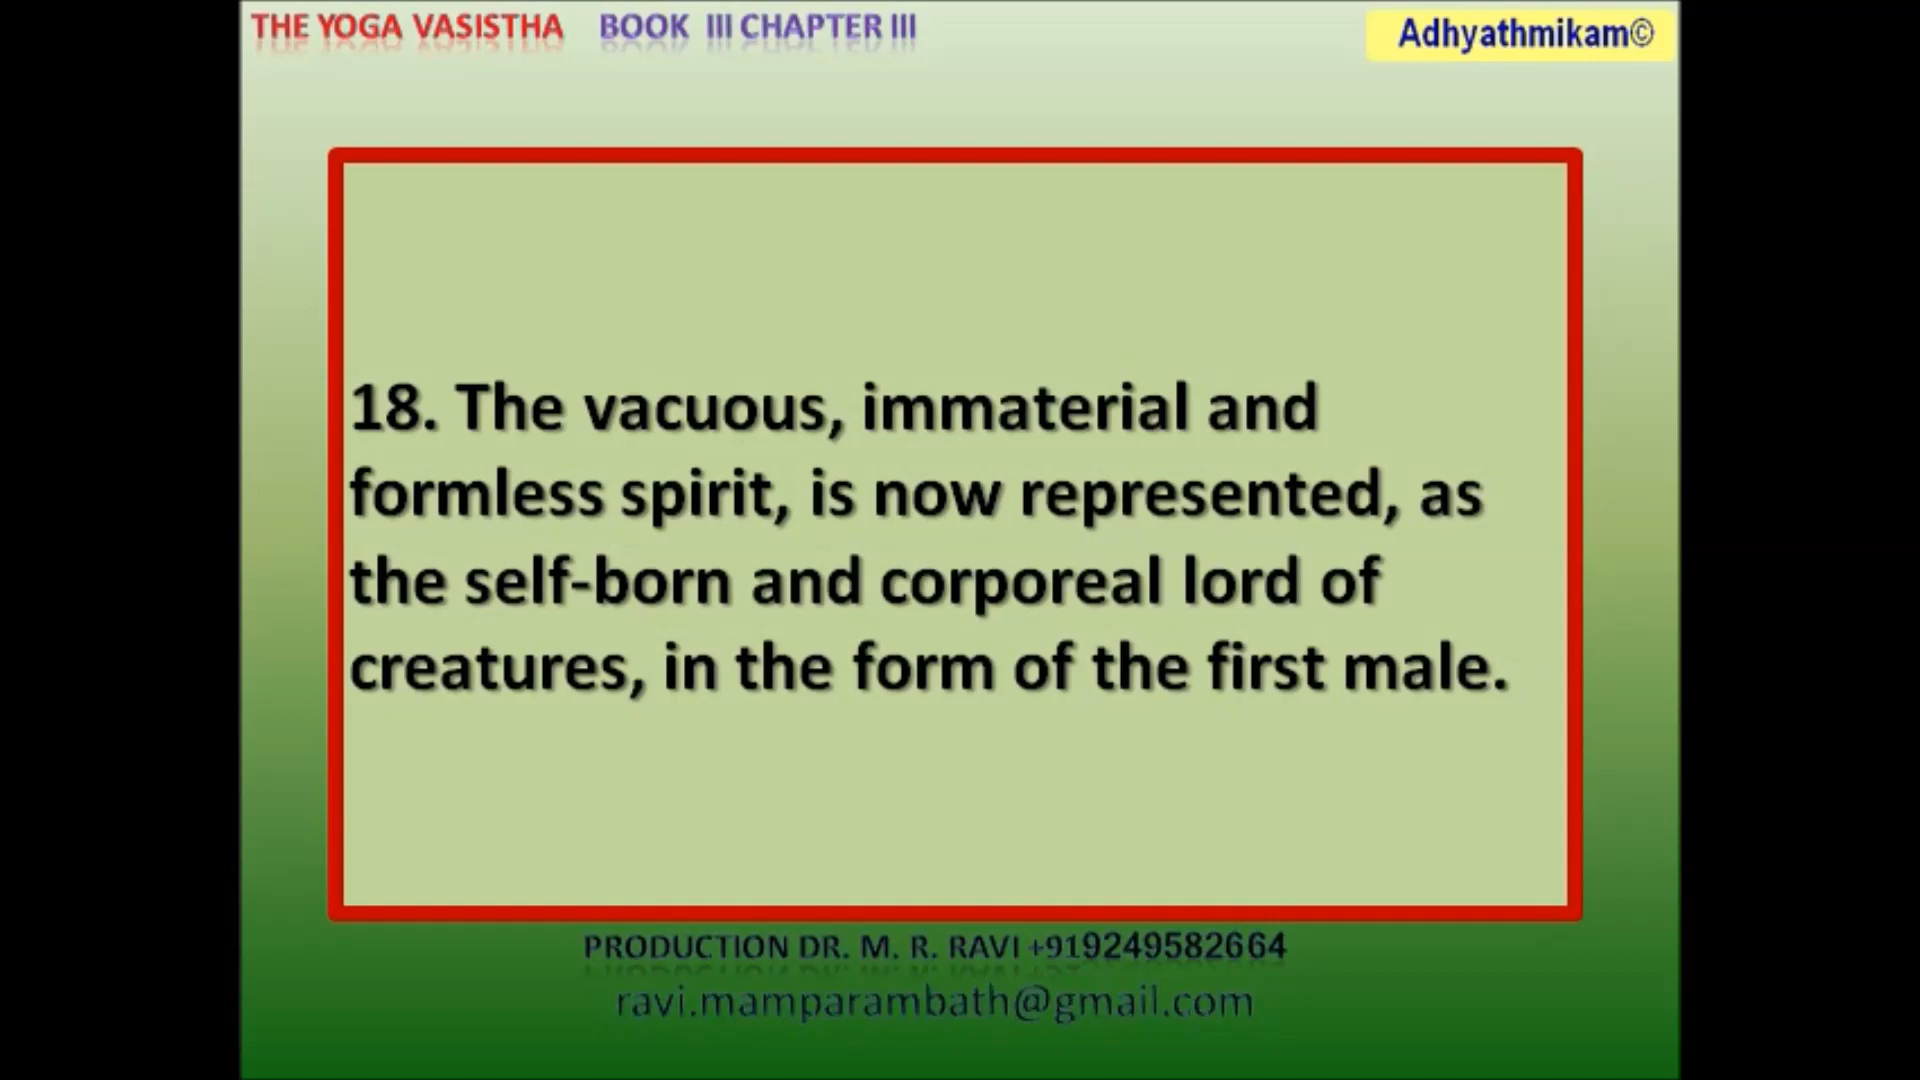 THE YOGA VASISTHA BOOK III CHAPTER III
Adhyathmikam©
18. The vacuous, immaterial and
formless spirit, is now represented, as
the self-born and corporeal lord of
creatures, in the form of the first male.
PRODUCTION DR. M. R. RAVI +919249582664
ravi.mamparambath@gmail.com